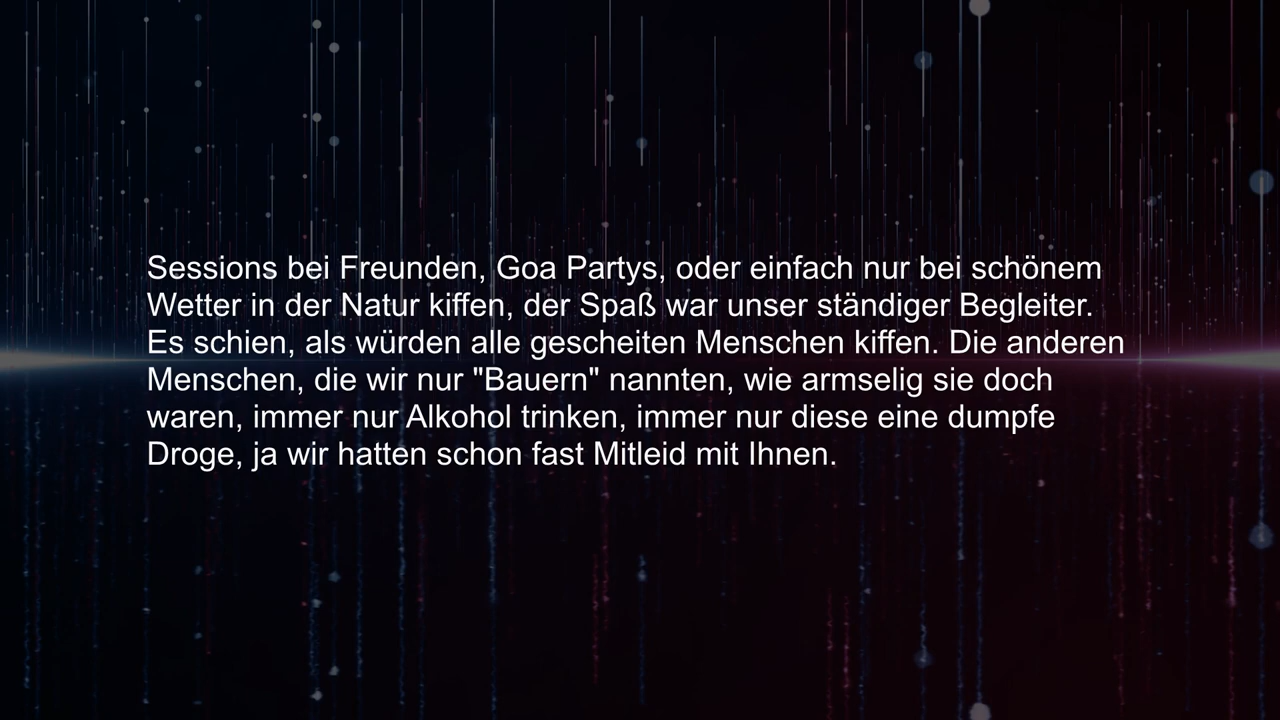 Sessions bei Freunden, Goa Partys, oder einfach nur bei schönem
Wetter in der Natur kiffen, der Spaß war unser ständiger Begleiter.
Es schien, als würden alle gescheiten Menschen kiffen. Die anderen
Menschen, die wir nur "Bauern" nannten, wie armselig sie doch
waren, immer nur Alkohol trinken, immer nur diese eine dumpfe
Droge, ja wir hatten schon fast Mitleid mit Ihnen.